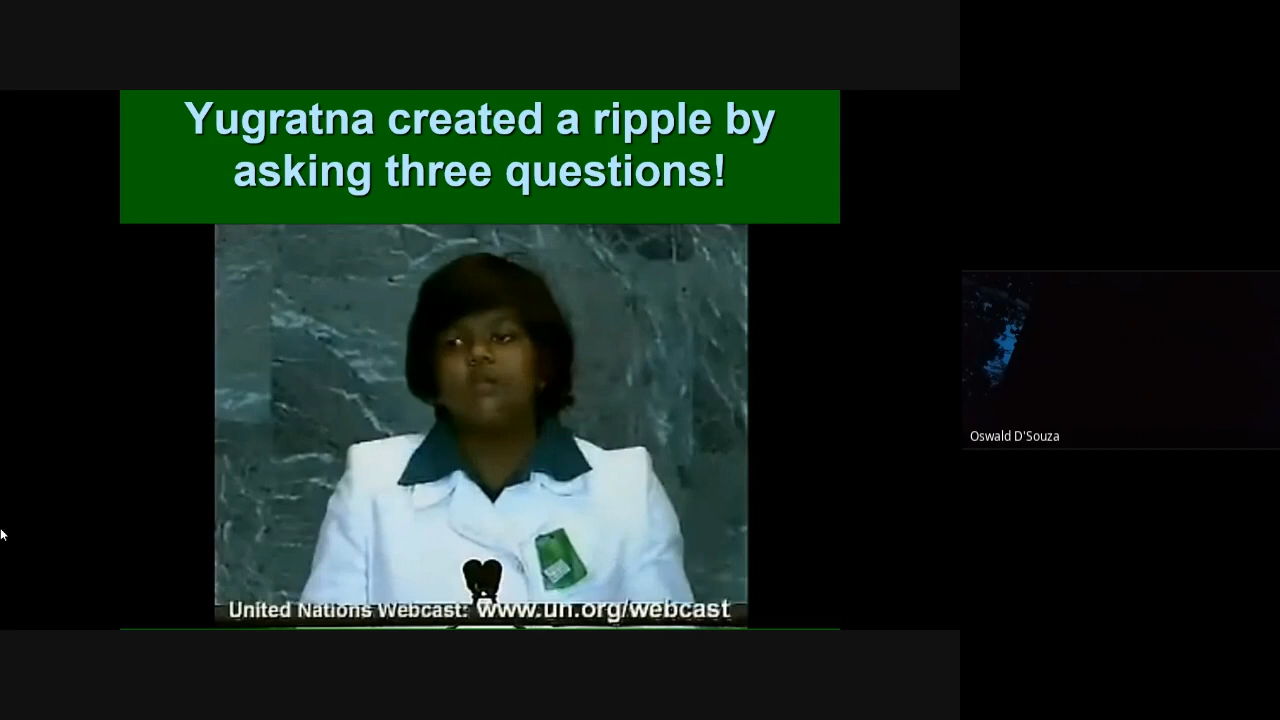 Yugratna created a ripple by
asking three questions!
United Nations Webcast: www.un.org/webcast
Oswald D'Souza